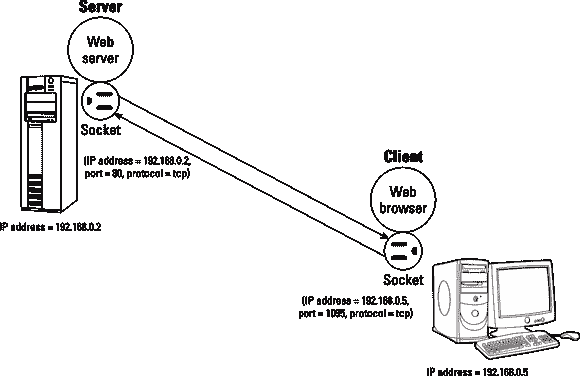 Server
Web
server
Socket
(IP address = 192.168.0.2,
port = 80, protocol = tcp)
IP address = 192.168.0.2
Client
Web
browser
Socket
(IP address = 192.168.0.5,
port = 1095, protocol = tcp)
IP address = 192.168.0.5